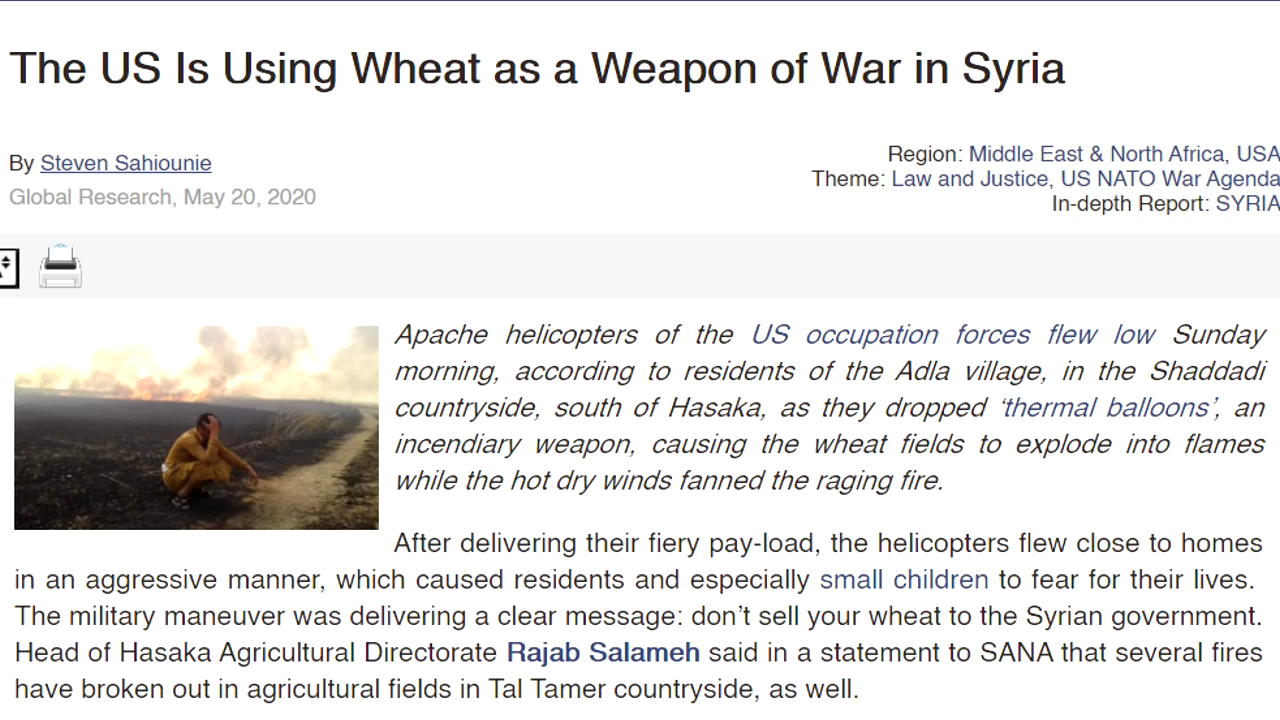 The US Is Using Wheat as a Weapon of War in Syria
By Steven Sahiounie
Global Research, May 20, 2020
Region: Middle East & North Africa, USA
Theme: Law and Justice, US NATO War Agenda
In-depth Report: SYRIA
Apache helicopters of the US occupation forces flew low Sunday
morning, according to residents of the Adla village, in the Shaddadi
countryside, south of Hasaka, as they dropped ‘thermal balloons’, an
incendiary weapon, causing the wheat fields to explode into flames
while the hot dry winds fanned the raging fire.
After delivering their fiery pay-load, the helicopters flew close to homes
in an aggressive manner, which caused residents and especially small children to fear for their lives.
The military maneuver was delivering a clear message: don’t sell your wheat to the Syrian government.
Head of Hasaka Agricultural Directorate Rajab Salameh said in a statement to SANA that several fires
have broken out in agricultural fields in Tal Tamer countryside, as well.